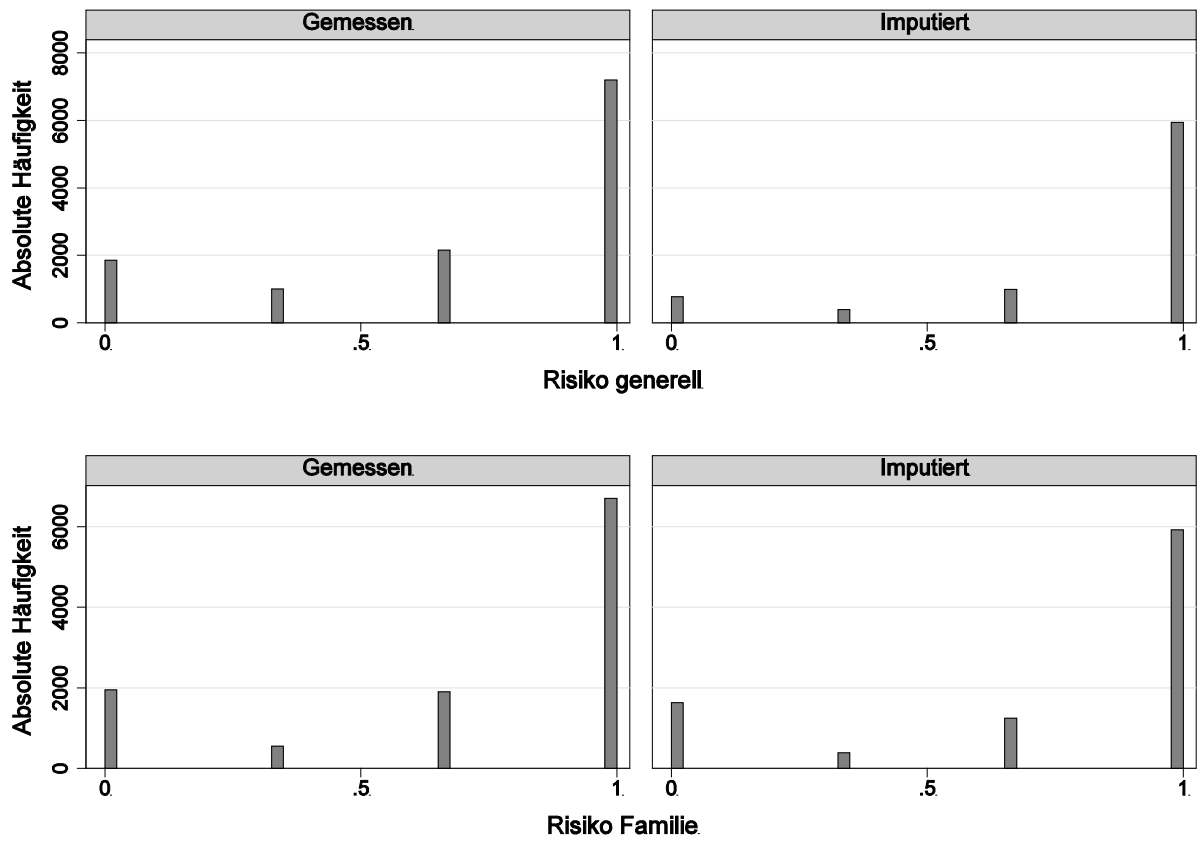 Gemessen
Imputiert
Absolute Häufigkeit
8000
6000
4000
2000
0
0 .5 1
0 .5 1
Risiko generell
Gemessen
Imputiert
Absolute Häufigkeit
6000
4000
2000
0
0 .5 1
0 .5 1
Risiko Familie